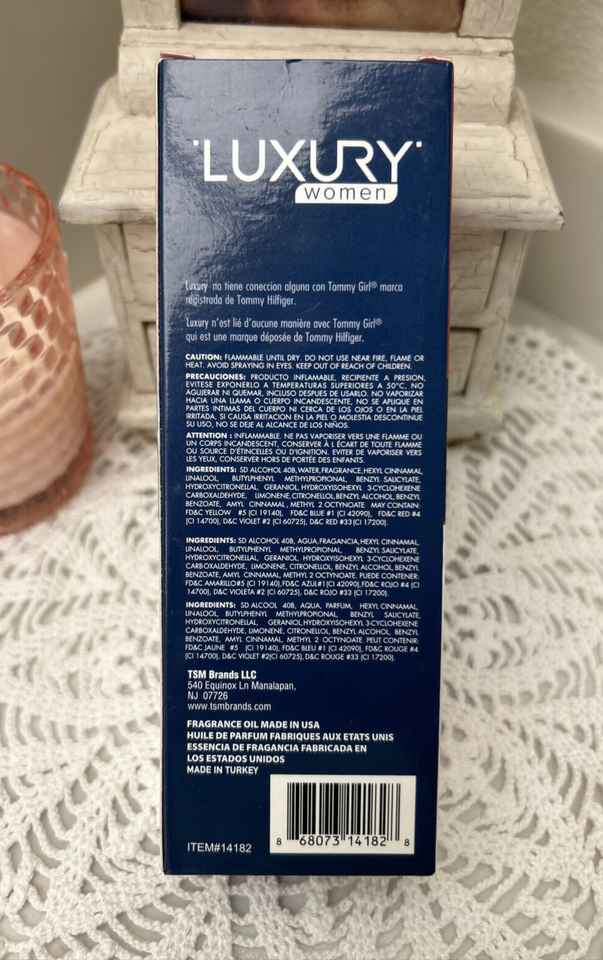 LUXURY
women
Luxury no tiene coneccion alguna con Tommy Girl® marca
régistrada de Tommy Hilfiger.
Luxury n'est lié d'aucune manière avec Tommy Girl®
qui est une marque déposée de Tommy Hilfiger.
CAUTION: FLAMMABLE UNTIL DRY. DO NOT USE NEAR FIRE, FLAME OR
HEAT. AVOID SPRAYING IN EYES. KEEP OUT OF REACH OF CHILDREN.
PRECAUCIONES: PRODUCTO INFLAMABLE, RECIPIENTE A PRESION,
EVITESE EXPONERLO A TEMPERATURAS SUPERIORES A 50°C, NO
AGUJERAR NI QUEMAR, INCLUSO DESPUES DE USARLO. NO VAPORIZAR
HACIA UNA LLAMA O CUERPO INCANDESCENTE, NO SE APLIQUE EN
PARTES INTIMAS DEL CUERPO NI CERCA DE LOS OJOS O EN LA PIEL
IRRITADA, SI CAUSA IRRITACION EN LA PIEL O MOLESTIA DESCONTINUE
SU USO, NO SE DEJE AL ALCANCE DE LOS NIÑOS.
ATTENTION : INFLAMMABLE. NE PAS VAPORISER VERS UNE FLAMME OU
UN CORPS INCANDESCENT, CONSERVER À L ÉCART DE TOUTE FLAMME
OU SOURCE D'ÉTINCELLES OU D'IGNITION. EVITER DE VAPORISER VERS
LES YEUX, CONSERVER HORS DE PORTÉE DES ENFANTS.
INGREDIENTS: SD ALCOHOL 40B, WATER, FRAGRANCE, HEXYL CINNAMAL,
LINALOOL, BUTYLPHENYL METHYLPROPIONAL, BENZYL SALICYLATE,
HYDROXYCITRONELLAL, GERANIOL, HYDROXYISOHEXYL 3-CYCLOHEXENE
CARBOXALDEHYDE, LIMONENE, CITRONELLOL, BENZYL ALCOHOL, BENZYL
BENZOATE, AMYL CINNAMAL, METHYL 2 OCTYNOATE MAY CONTAIN:
FD&C YELLOW #5 (CI 19140), FD&C BLUE #1 (CI 42090), FD&C RED #4
(CI 14700), D&C VIOLET #2 (CI 60725), D&C RED #33 (CI 17200).
INGREDIENTS: SD ALCOHOL 40B, AGUA, FRAGANCIA, HEXYL CINNAMAL,
LINALOOL, BUTYLPHENYL METHYLPROPIONAL, BENZYL SALICYLATE,
HYDROXYCITRONELLAL, GERANIOL, HYDROXYISOHEXYL 3-CYCLOHEXENE
CARBOXALDEHYDE, LIMONENE, CITRONELLOL, BENZYL ALCOHOL, BENZYL
BENZOATE, AMYL CINNAMAL, METHYL 2 OCTYNOATE. PUEDE CONTENER:
FD&C AMARILLO#5 (CI 19140), FD&C AZUL#1(CI 42090), FD&C ROJO #4 (CI
14700), D&C VIOLETA #2 (CI 60725), D&C ROJO #33 (CI 17200).
INGREDIENTS: SD ALCOOL 40B, AQUA, PARFUM, HEXYL CINNAMAL,
LINALOOL, BUTYLPHENYL METHYLPROPIONAL, BENZYL SALICYLATE,
HYDROXYCITRONELLAL, GERANIOL, HYDROXYISOHEXYL 3-CYCLOHEXENE
CARBOXALDEHYDE, LIMONENE, CITRONELLOL, BENZYL ALCOHOL, BENZYL
BENZOATE, AMYL CINNAMAL, METHYL 2 OCTYNOATE. PEUT CONTENIR:
FD&C JAUNE #5 (CI 19140), FD&C BLEU #1 (CI 42090), FD&C ROUGE #4
(CI 14700), D&C VIOLET #2(CI 60725), D&C ROUGE #33 (CI 17200).
TSM Brands LLC
540 Equinox Ln Manalapan,
NJ 07726
www.tsmbrands.com
FRAGRANCE OIL MADE IN USA
HUILE DE PARFUM FABRIQUES AUX ETATS UNIS
ESSENCIA DE FRAGANCIA FABRICADA EN
LOS ESTADOS UNIDOS
MADE IN TURKEY
ITEM#14182
8 68073 14182 8